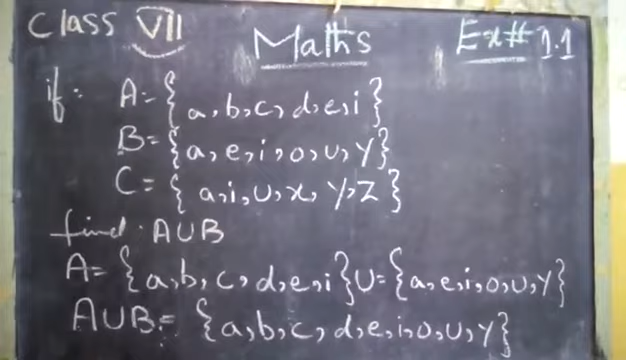 Class VII Maths Ex# 1.1
if: A= { a, b, c, d, e, i }
B= { a, e, i, o, u, y }
C= { a, i, u, x, y, z }
find: A∪B
A= { a, b, c, d, e, i } U= { a, e, i, o, u, y }
A∪B= { a, b, c, d, e, i, o, u, y }